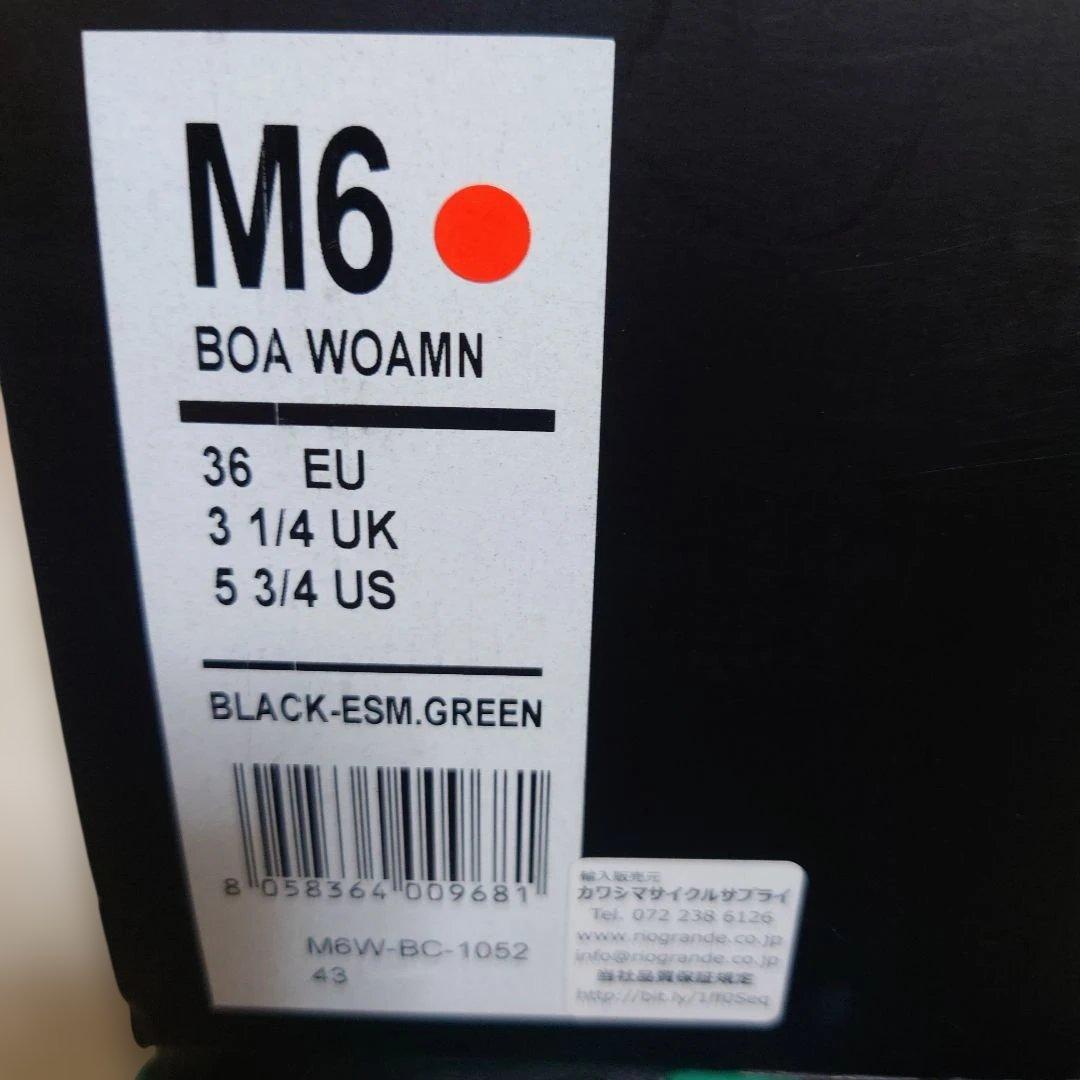 M6
BOA WOAMN
36 EU
3 1/4 UK
5 3/4 US
BLACK-ESM.GREEN
8 058364 009681
M6W-BC-1052
43
輸入販売元
カワシマサイクルサプライ
Tel. 072 238 6126
www.riogrande.co.jp
info@riogrande.co.jp
当社品質保証規定